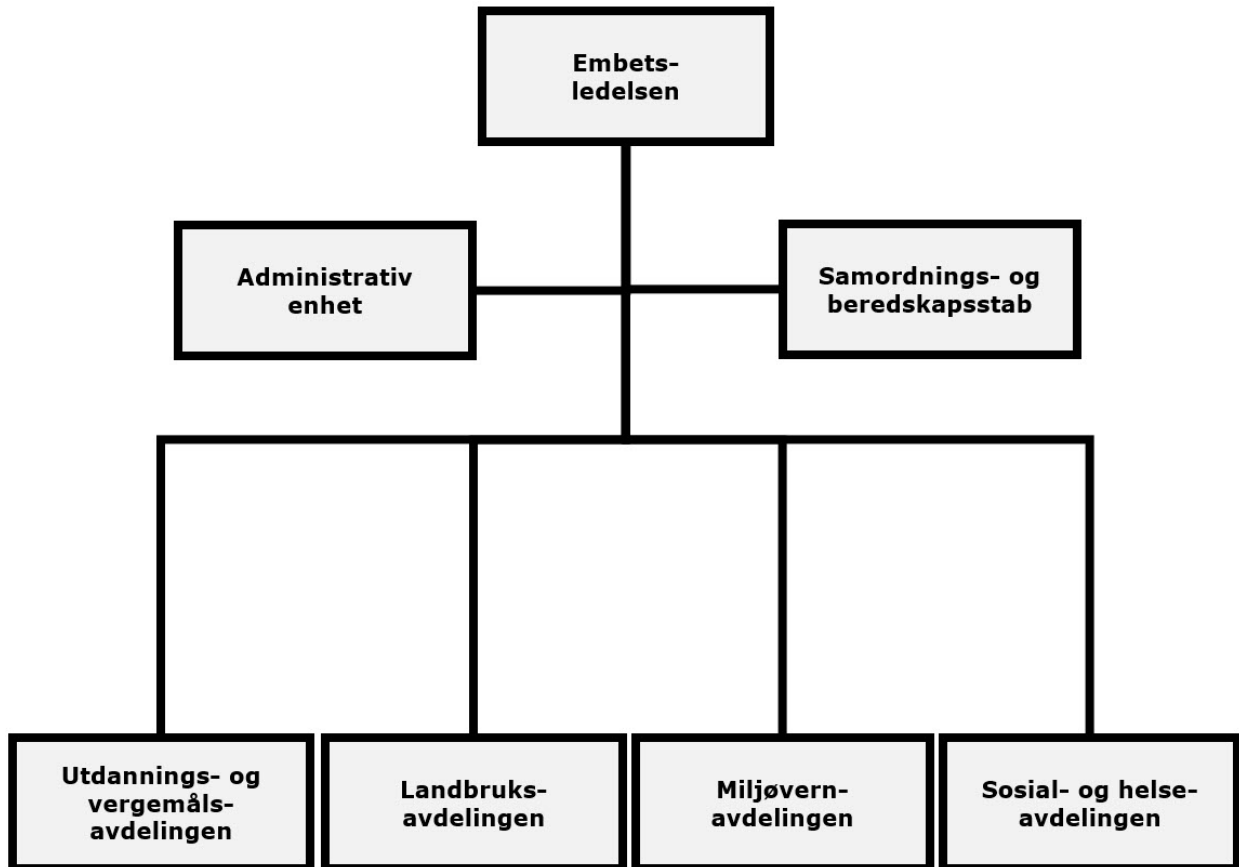 Embets-
ledelsen
Administrativ
enhet
Samordnings- og
beredskapsstab
Utdannings- og
vergemåls-
avdelingen
Landbruks-
avdelingen
Miljøvern-
avdelingen
Sosial- og helse-
avdelingen